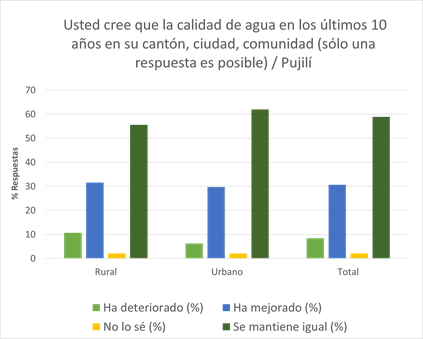 Usted cree que la calidad de agua en los últimos 10
años en su cantón, ciudad, comunidad (sólo una
respuesta es posible) / Pujilí
% Respuestas
70
60
50
40
30
20
10
0
Rural Urbano Total
Ha deteriorado (%) Ha mejorado (%)
No lo sé (%) Se mantiene igual (%)